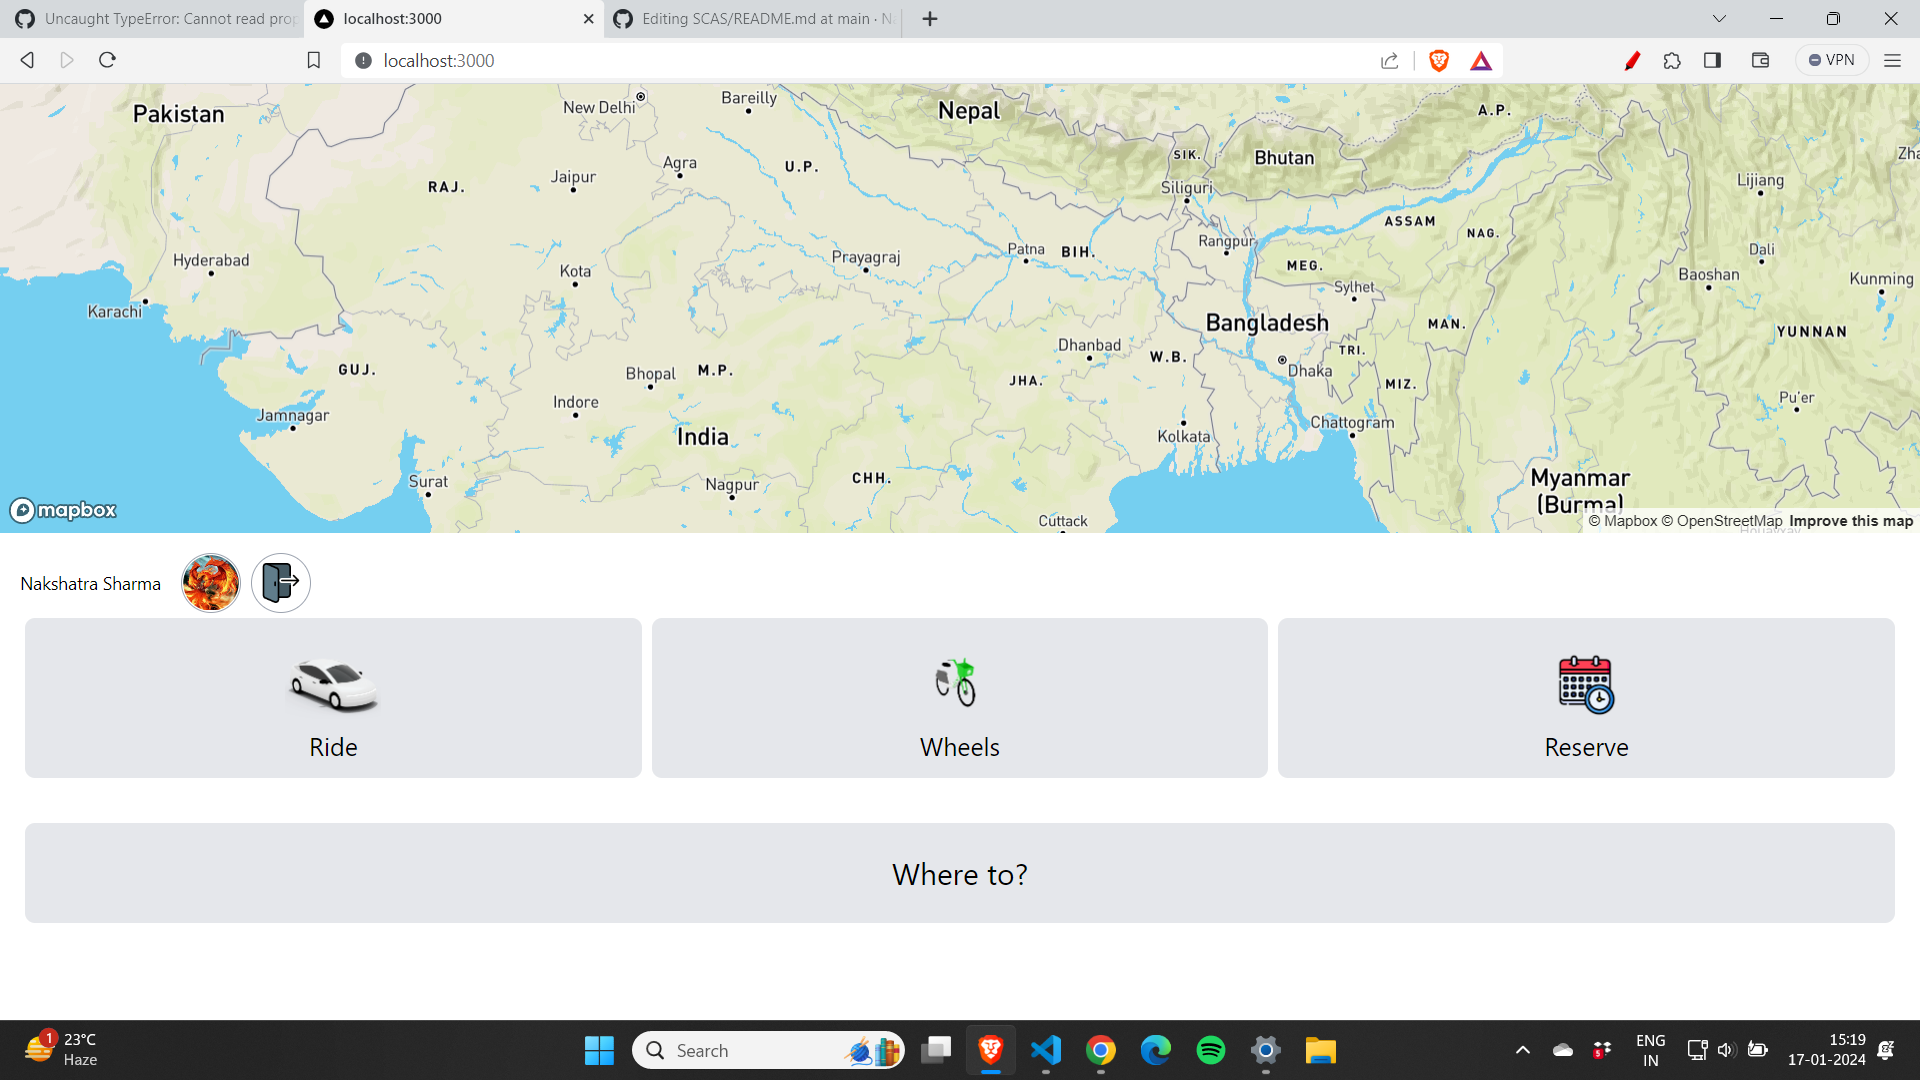 Uncaught TypeError: Cannot read prop
localhost:3000
Editing SCAS/README.md at main · Na
localhost:3000
VPN
Pakistan
New Delhi
Bareilly
Nepal
A.P.
Agra
U.P.
SIK.
Bhutan
Zha
RAJ.
Jaipur
Siliguri
Lijiang
ASSAM
NAG.
Hyderabad
Kota
Prayagraj
Patna
BIH.
Rangpur
Dali
MEG.
Baoshan
Kunming
Karachi
Sylhet
Bangladesh
MAN.
YUNNAN
GUJ.
Bhopal
M.P.
Dhanbad
W.B.
TRI.
JHA.
Dhaka
MIZ.
Indore
Pu'er
Jamnagar
India
Kolkata
Chattogram
Surat
Nagpur
CHH.
Myanmar
(Burma)
mapbox
Cuttack
© Mapbox © OpenStreetMap Improve this map
Nakshatra Sharma
Ride
Wheels
Reserve
Where to?
1
23°C
Haze
Search
5
ENG
IN
15:19
17-01-2024